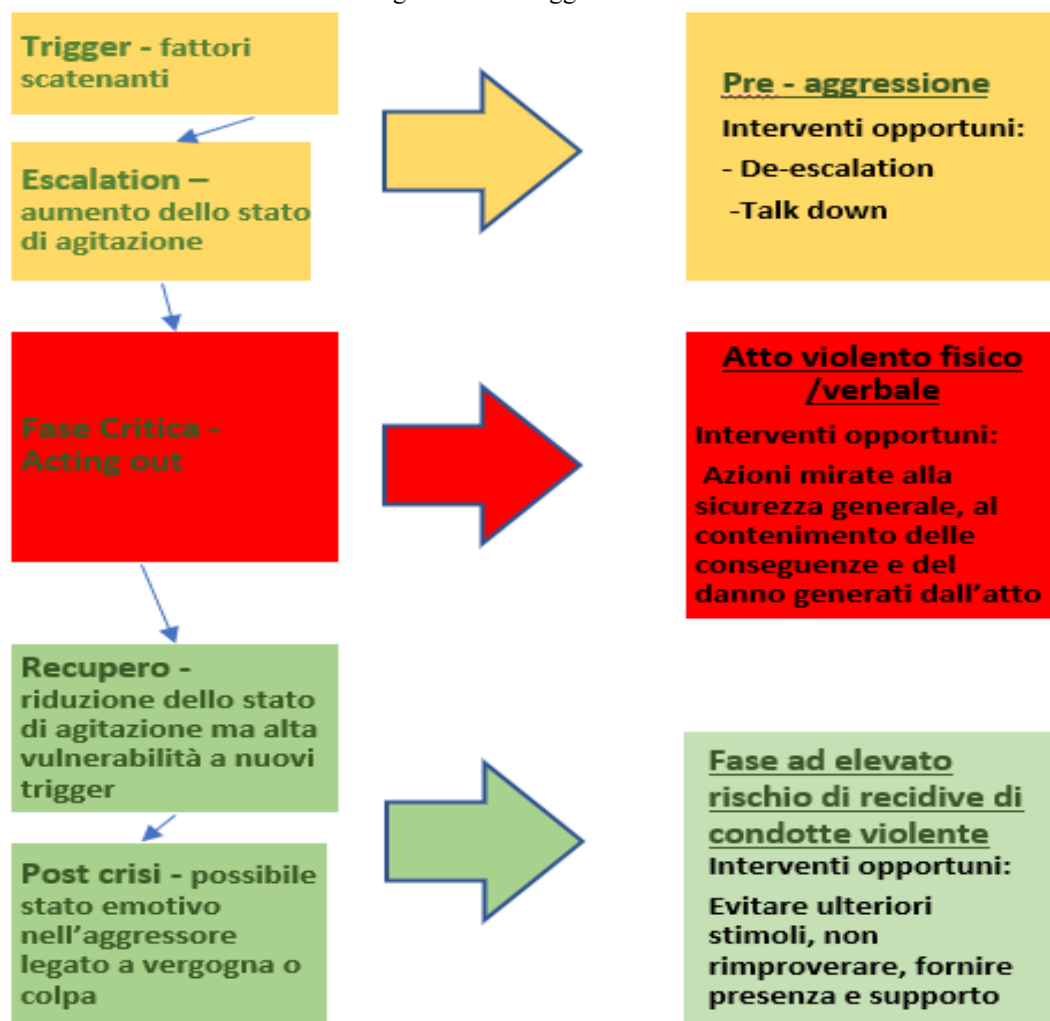 Trigger - fattori
scatenanti
Escalation –
aumento dello stato
di agitazione
Pre - aggressione
Interventi opportuni:
- De-escalation
-Talk down
Fase Critica -
Acting out
Atto violento fisico
/verbale
Interventi opportuni:
Azioni mirate alla
sicurezza generale, al
contenimento delle
conseguenze e del
danno generati dall'atto
Recupero -
riduzione dello stato
di agitazione ma alta
vulnerabilità a nuovi
trigger
Post crisi - possibile
stato emotivo
nell'aggressore
legato a vergogna o
colpa
Fase ad elevato
rischio di recidive di
condotte violente
Interventi opportuni:
Evitare ulteriori
stimoli, non
rimproverare, fornire
presenza e supporto